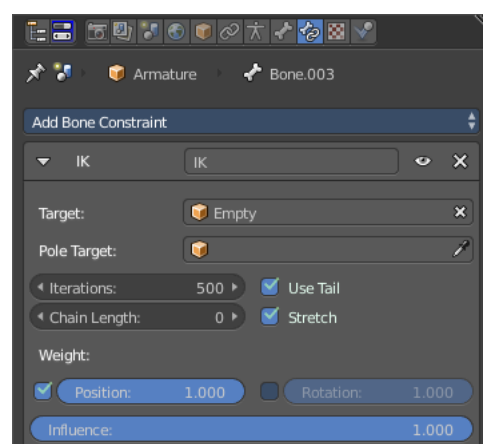 Armature Bone.003
Add Bone Constraint
IK IK
Target: Empty
Pole Target:
Iterations: 500 Use Tail
Chain Length: 0 Stretch
Weight:
Position: 1.000 Rotation: 1.000
Influence: 1.000